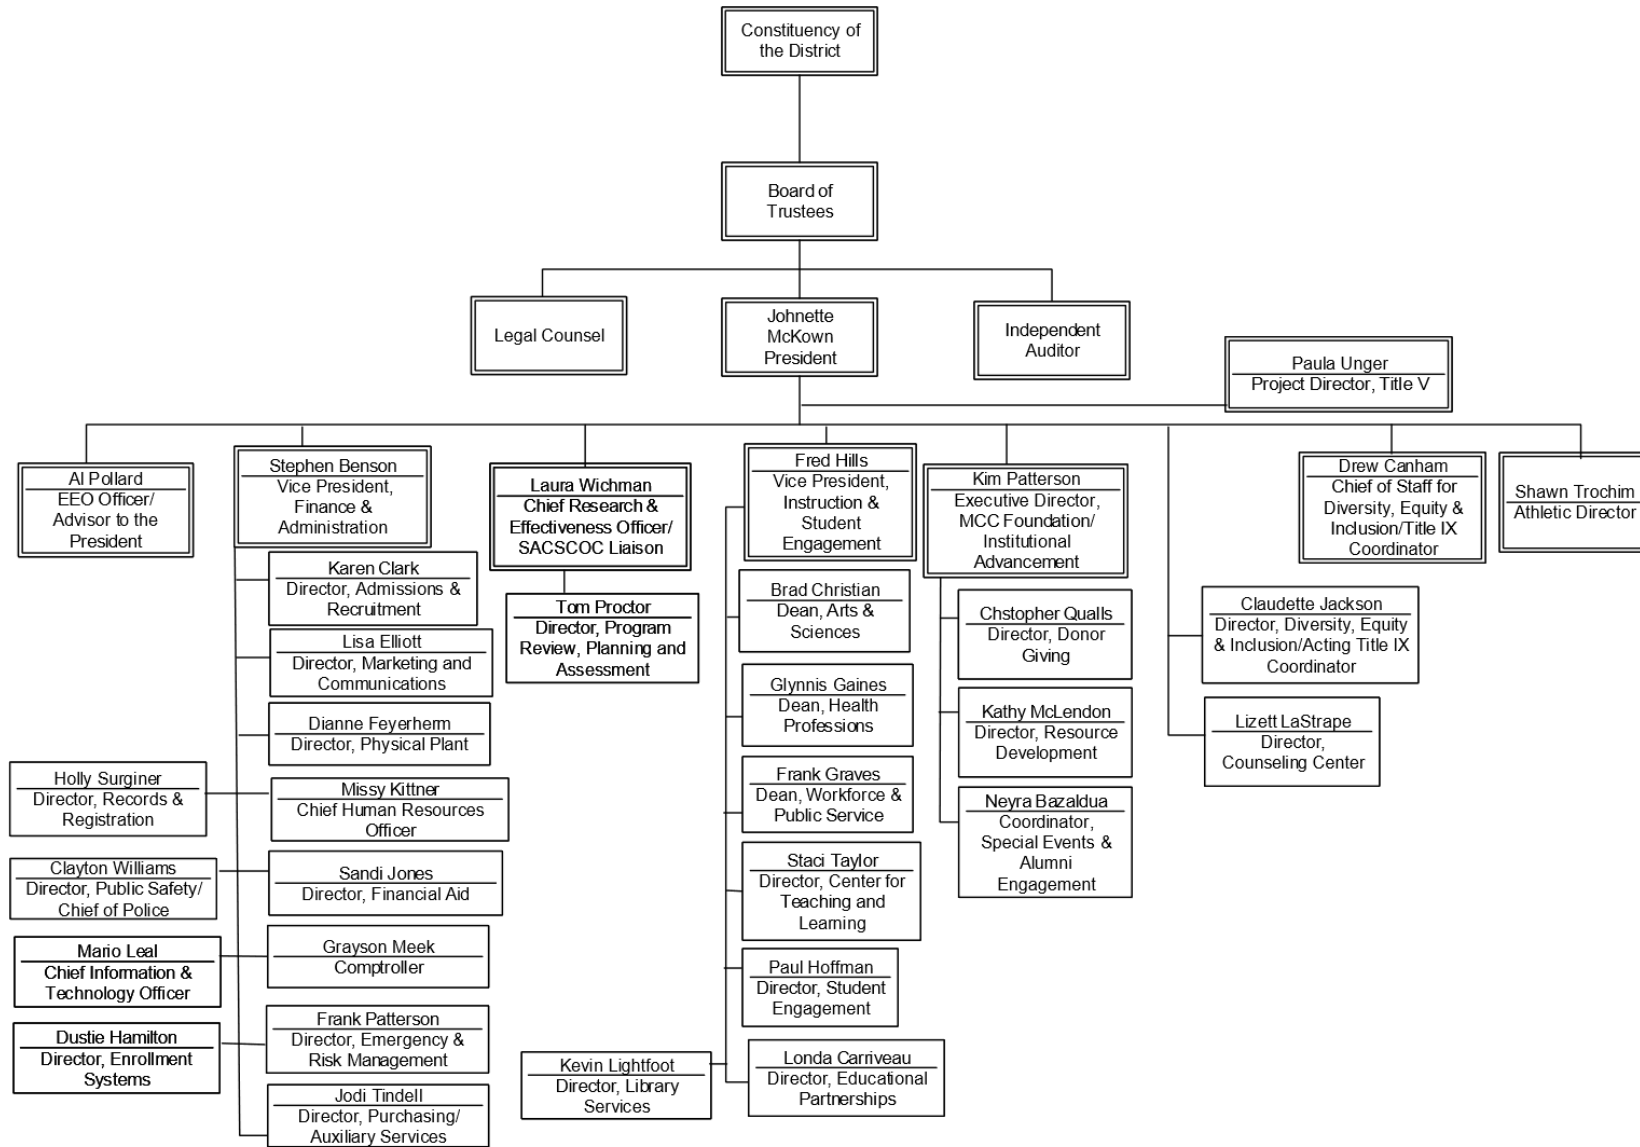 Constituency of
the District
Board of
Trustees
Legal Counsel
Johnette
McKown
President
Independent
Auditor
Paula Unger
Project Director, Title V
Al Pollard
EEO Officer/
Advisor to the
President
Stephen Benson
Vice President,
Finance &
Administration
Laura Wichman
Chief Research &
Effectiveness Officer/
SACSCOC Liaison
Fred Hills
Vice President,
Instruction &
Student
Engagement
Kim Patterson
Executive Director,
MCC Foundation/
Institutional
Advancement
Drew Canham
Chief of Staff for
Diversity, Equity &
Inclusion/Title IX
Coordinator
Shawn Trochim
Athletic Director
Karen Clark
Director, Admissions &
Recruitment
Lisa Elliott
Director, Marketing and
Communications
Dianne Feyerherm
Director, Physical Plant
Holly Surginer
Director, Records &
Registration
Missy Kittner
Chief Human Resources
Officer
Clayton Williams
Director, Public Safety/
Chief of Police
Sandi Jones
Director, Financial Aid
Mario Leal
Chief Information &
Technology Officer
Grayson Meek
Comptroller
Dustie Hamilton
Director, Enrollment
Systems
Frank Patterson
Director, Emergency &
Risk Management
Jodi Tindell
Director, Purchasing/
Auxiliary Services
Tom Proctor
Director, Program
Review, Planning and
Assessment
Brad Christian
Dean, Arts &
Sciences
Glynnis Gaines
Dean, Health
Professions
Frank Graves
Dean, Workforce &
Public Service
Staci Taylor
Director, Center for
Teaching and
Learning
Paul Hoffman
Director, Student
Engagement
Kevin Lightfoot
Director, Library
Services
Londa Carriveau
Director, Educational
Partnerships
Chstopher Qualls
Director, Donor
Giving
Kathy McLendon
Director, Resource
Development
Neyra Bazaldua
Coordinator,
Special Events &
Alumni
Engagement
Claudette Jackson
Director, Diversity, Equity
& Inclusion/Acting Title IX
Coordinator
Lizett LaStrape
Director,
Counseling Center